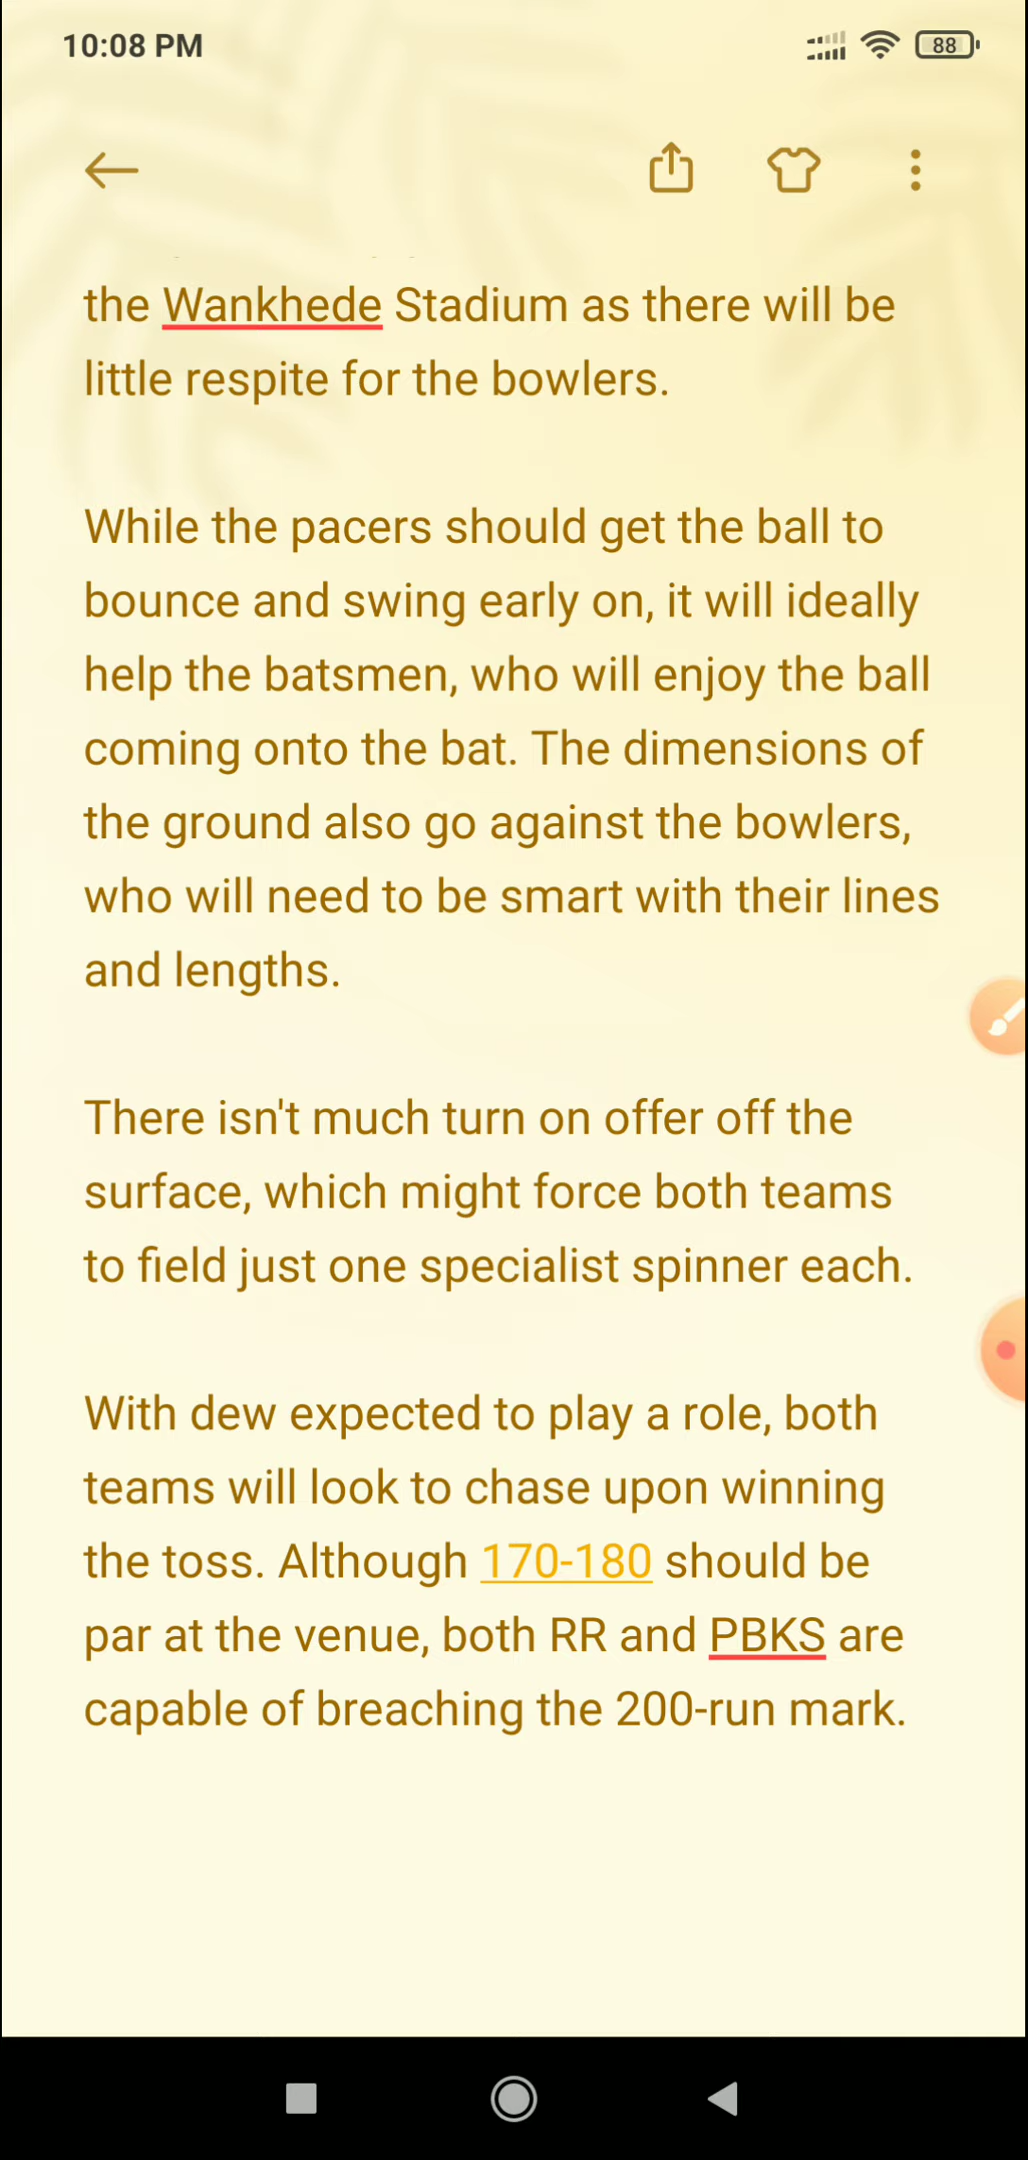 10:08 PM
88
the Wankhede Stadium as there will be
little respite for the bowlers.
While the pacers should get the ball to
bounce and swing early on, it will ideally
help the batsmen, who will enjoy the ball
coming onto the bat. The dimensions of
the ground also go against the bowlers,
who will need to be smart with their lines
and lengths.
There isn't much turn on offer off the
surface, which might force both teams
to field just one specialist spinner each.
With dew expected to play a role, both
teams will look to chase upon winning
the toss. Although 170-180 should be
par at the venue, both RR and PBKS are
capable of breaching the 200-run mark.